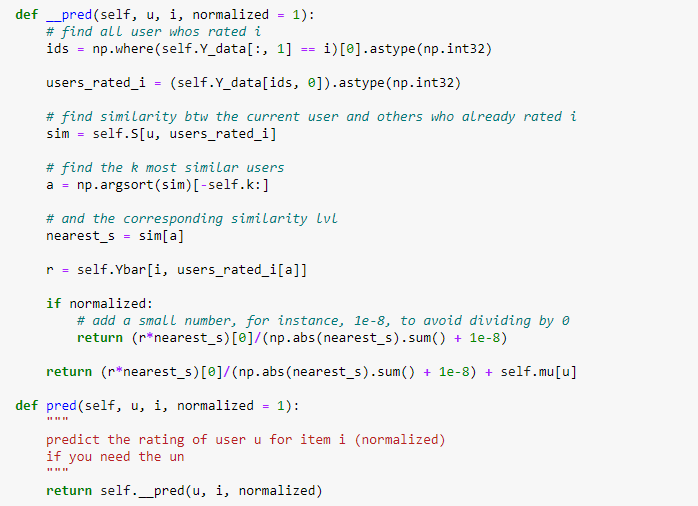 def __pred(self, u, i, normalized = 1):
    # find all user whos rated i
    ids = np.where(self.Y_data[:, 1] == i)[0].astype(np.int32)
    users_rated_i = (self.Y_data[ids, 0]).astype(np.int32)
    # find similarity btw the current user and others who already rated i
    sim = self.S[u, users_rated_i]
    # find the k most similar users
    a = np.argsort(sim)[-self.k:]
    # and the corresponding similarity lvl
    nearest_s = sim[a]
    r = self.Ybar[i, users_rated_i[a]]
    if normalized:
        # add a small number, for instance, 1e-8, to avoid dividing by 0
        return (r*nearest_s)[0]/(np.abs(nearest_s).sum() + 1e-8)
    return (r*nearest_s)[0]/(np.abs(nearest_s).sum() + 1e-8) + self.mu[u]
def pred(self, u, i, normalized = 1):
    """
    predict the rating of user u for item i (normalized)
    if you need the un
    """
    return self.__pred(u, i, normalized)